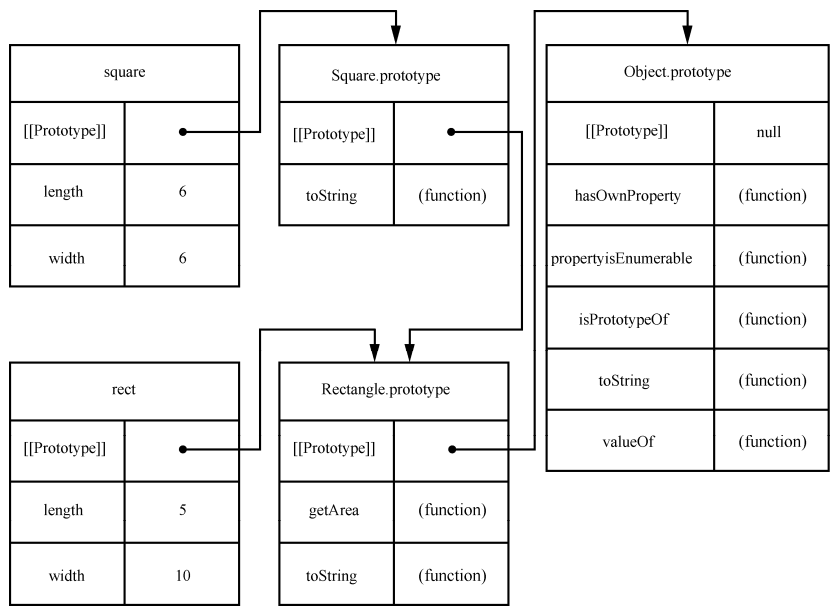 square
[[Prototype]]
length 6
width 6
Square.prototype
[[Prototype]]
toString (function)
Object.prototype
[[Prototype]] null
hasOwnProperty (function)
propertyisEnumerable (function)
isPrototypeOf (function)
toString (function)
valueOf (function)
rect
[[Prototype]]
length 5
width 10
Rectangle.prototype
[[Prototype]]
getArea (function)
toString (function)